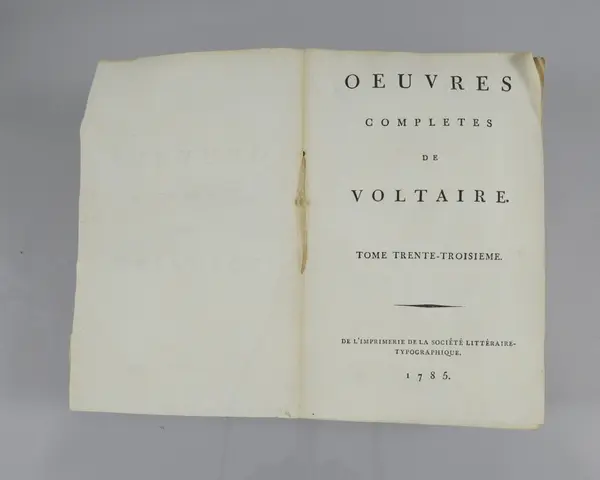 OEUVRES
COMPLETES
DE
VOLTAIRE.
TOME TRENTE-TROISIEME.
DE L'IMPRIMERIE DE LA SOCIÉTÉ LITTÉRAIRE-
TYPOGRAPHIQUE.
1785.